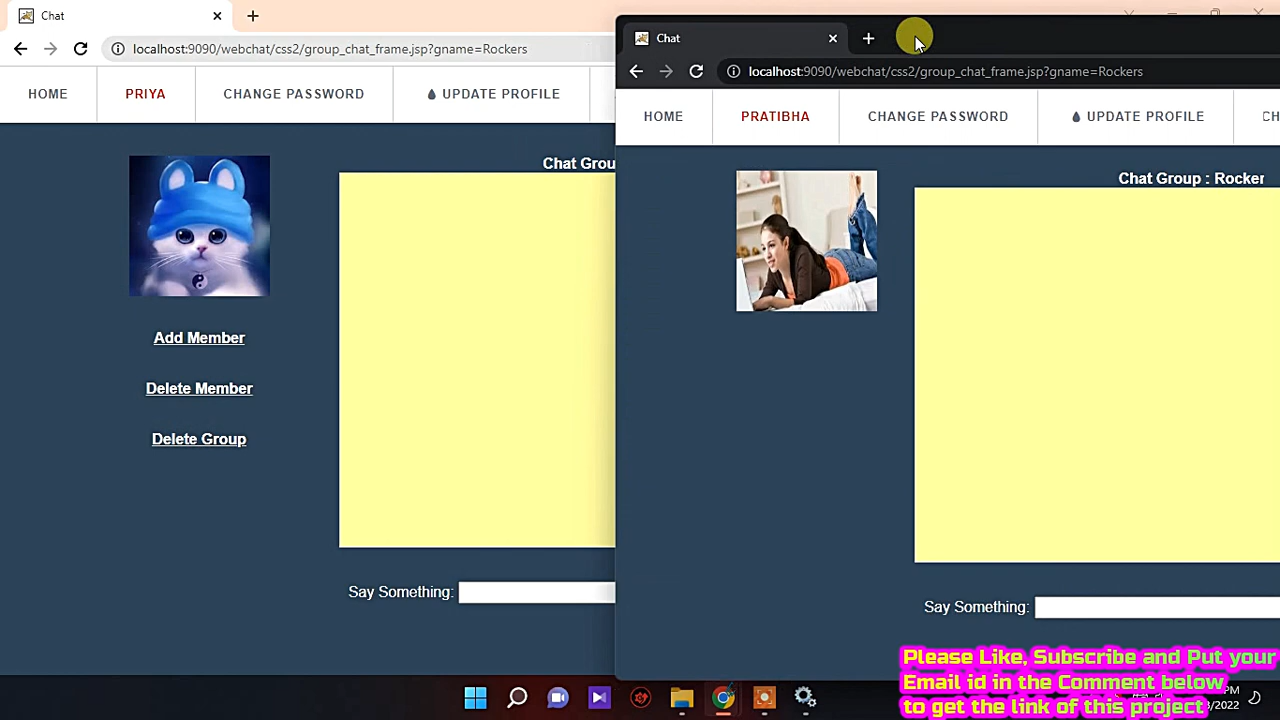 Chat
localhost:9090/webchat/css2/group_chat_frame.jsp?gname=Rockers
HOME
PRIYA
CHANGE PASSWORD
UPDATE PROFILE
Add Member
Delete Member
Delete Group
Chat Grou
Say Something:
Chat
localhost:9090/webchat/css2/group_chat_frame.jsp?gname=Rockers
HOME
PRATIBHA
CHANGE PASSWORD
UPDATE PROFILE
CH
Chat Group : Rocker
Say Something:
Please Like, Subscribe and Put your
Email id in the Comment below
to get the link of this project
PM
/2022